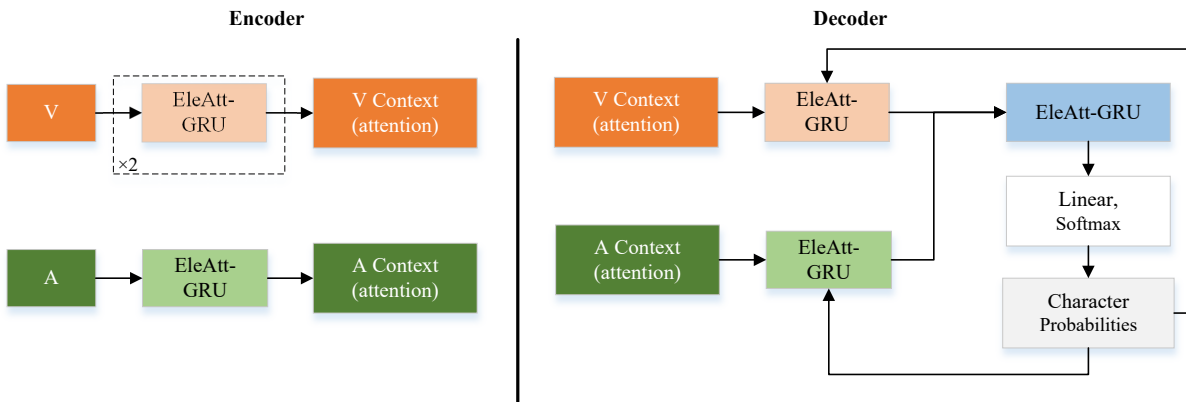 Encoder
V
EleAtt-
GRU
×2
V Context
(attention)
A
EleAtt-
GRU
A Context
(attention)
Decoder
V Context
(attention)
EleAtt-
GRU
EleAtt-GRU
Linear,
Softmax
A Context
(attention)
EleAtt-
GRU
Character
Probabilities